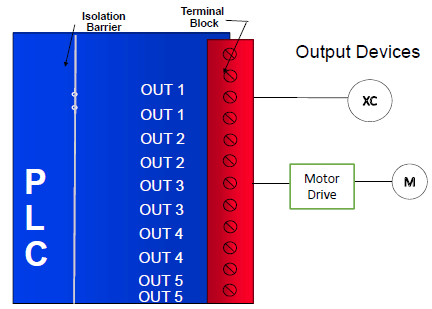 Isolation
Barrier
Terminal
Block
Output Devices
OUT 1
OUT 1
OUT 2
OUT 2
OUT 3
OUT 3
OUT 4
OUT 4
OUT 5
OUT 5
PLC
XC
Motor
Drive
M